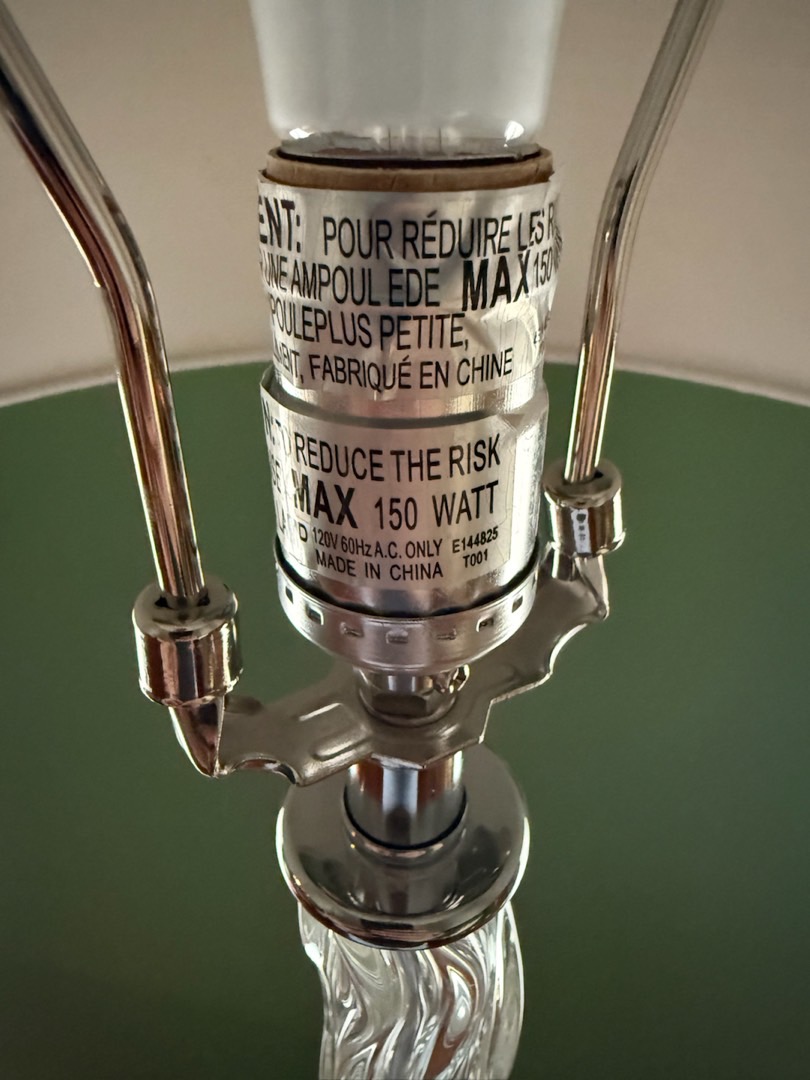 ENT: POUR RÉDUIRE LES R
UNE AMPOUL EDE MAX 150
POULEPLUS PETITE,
FABRIQUÉ EN CHINE
REDUCE THE RISK
MAX 150 WATT
120V 60Hz A.C. ONLY E144825
MADE IN CHINA T001